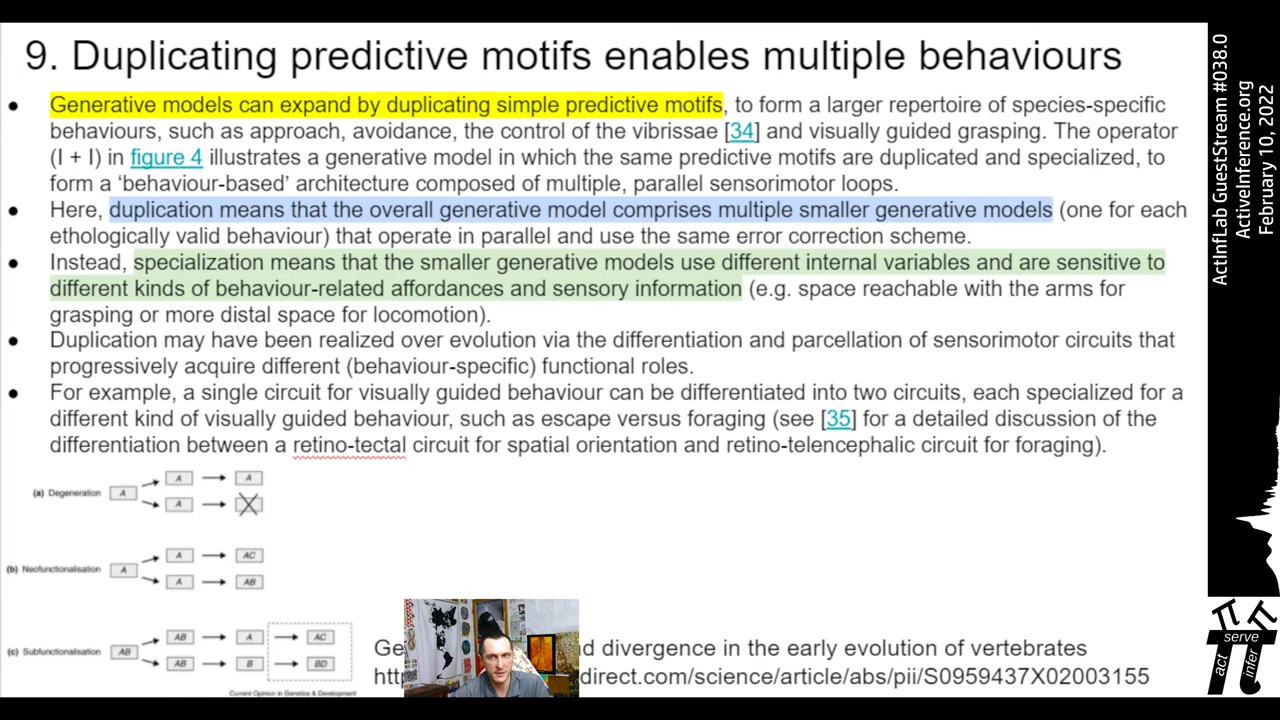 9. Duplicating predictive motifs enables multiple behaviours
● Generative models can expand by duplicating simple predictive motifs, to form a larger repertoire of species-specific
behaviours, such as approach, avoidance, the control of the vibrissae [34] and visually guided grasping. The operator
(I + I) in figure 4 illustrates a generative model in which the same predictive motifs are duplicated and specialized, to
form a ‘behaviour-based’ architecture composed of multiple, parallel sensorimotor loops.
● Here, duplication means that the overall generative model comprises multiple smaller generative models (one for each
ethologically valid behaviour) that operate in parallel and use the same error correction scheme.
● Instead, specialization means that the smaller generative models use different internal variables and are sensitive to
different kinds of behaviour-related affordances and sensory information (e.g. space reachable with the arms for
grasping or more distal space for locomotion).
● Duplication may have been realized over evolution via the differentiation and parcellation of sensorimotor circuits that
progressively acquire different (behaviour-specific) functional roles.
● For example, a single circuit for visually guided behaviour can be differentiated into two circuits, each specialized for a
different kind of visually guided behaviour, such as escape versus foraging (see [35] for a detailed discussion of the
differentiation between a retino-tectal circuit for spatial orientation and retino-telencephalic circuit for foraging).
A A
(a) Degeneration A
A
A AC
(b) Neofunctionalisation A
A AB
AB A AC
(c) Subfunctionalisation AB
AB B BD
Current Opinion in Genetics & Development
Ge d divergence in the early evolution of vertebrates
htt direct.com/science/article/abs/pii/S0959437X02003155
ActInfLab GuestStream #038.0
ActiveInference.org
February 10, 2022
serve
act
infer